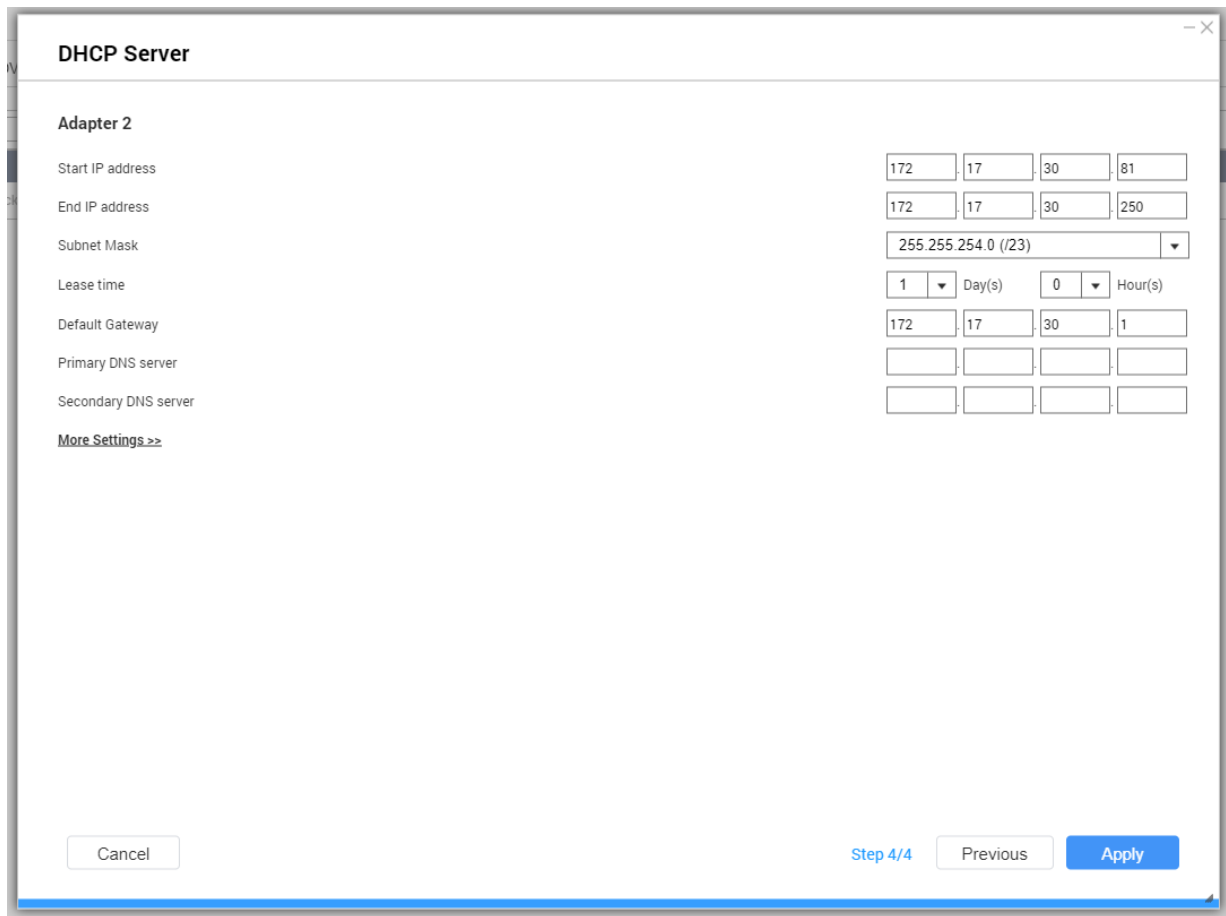 DHCP Server
Adapter 2
Start IP address 172 . 17 . 30 . 81
End IP address 172 . 17 . 30 . 250
Subnet Mask 255.255.254.0 (/23)
Lease time 1 Day(s) 0 Hour(s)
Default Gateway 172 . 17 . 30 . 1
Primary DNS server . . .
Secondary DNS server . . .
More Settings >>
Cancel Step 4/4 Previous Apply